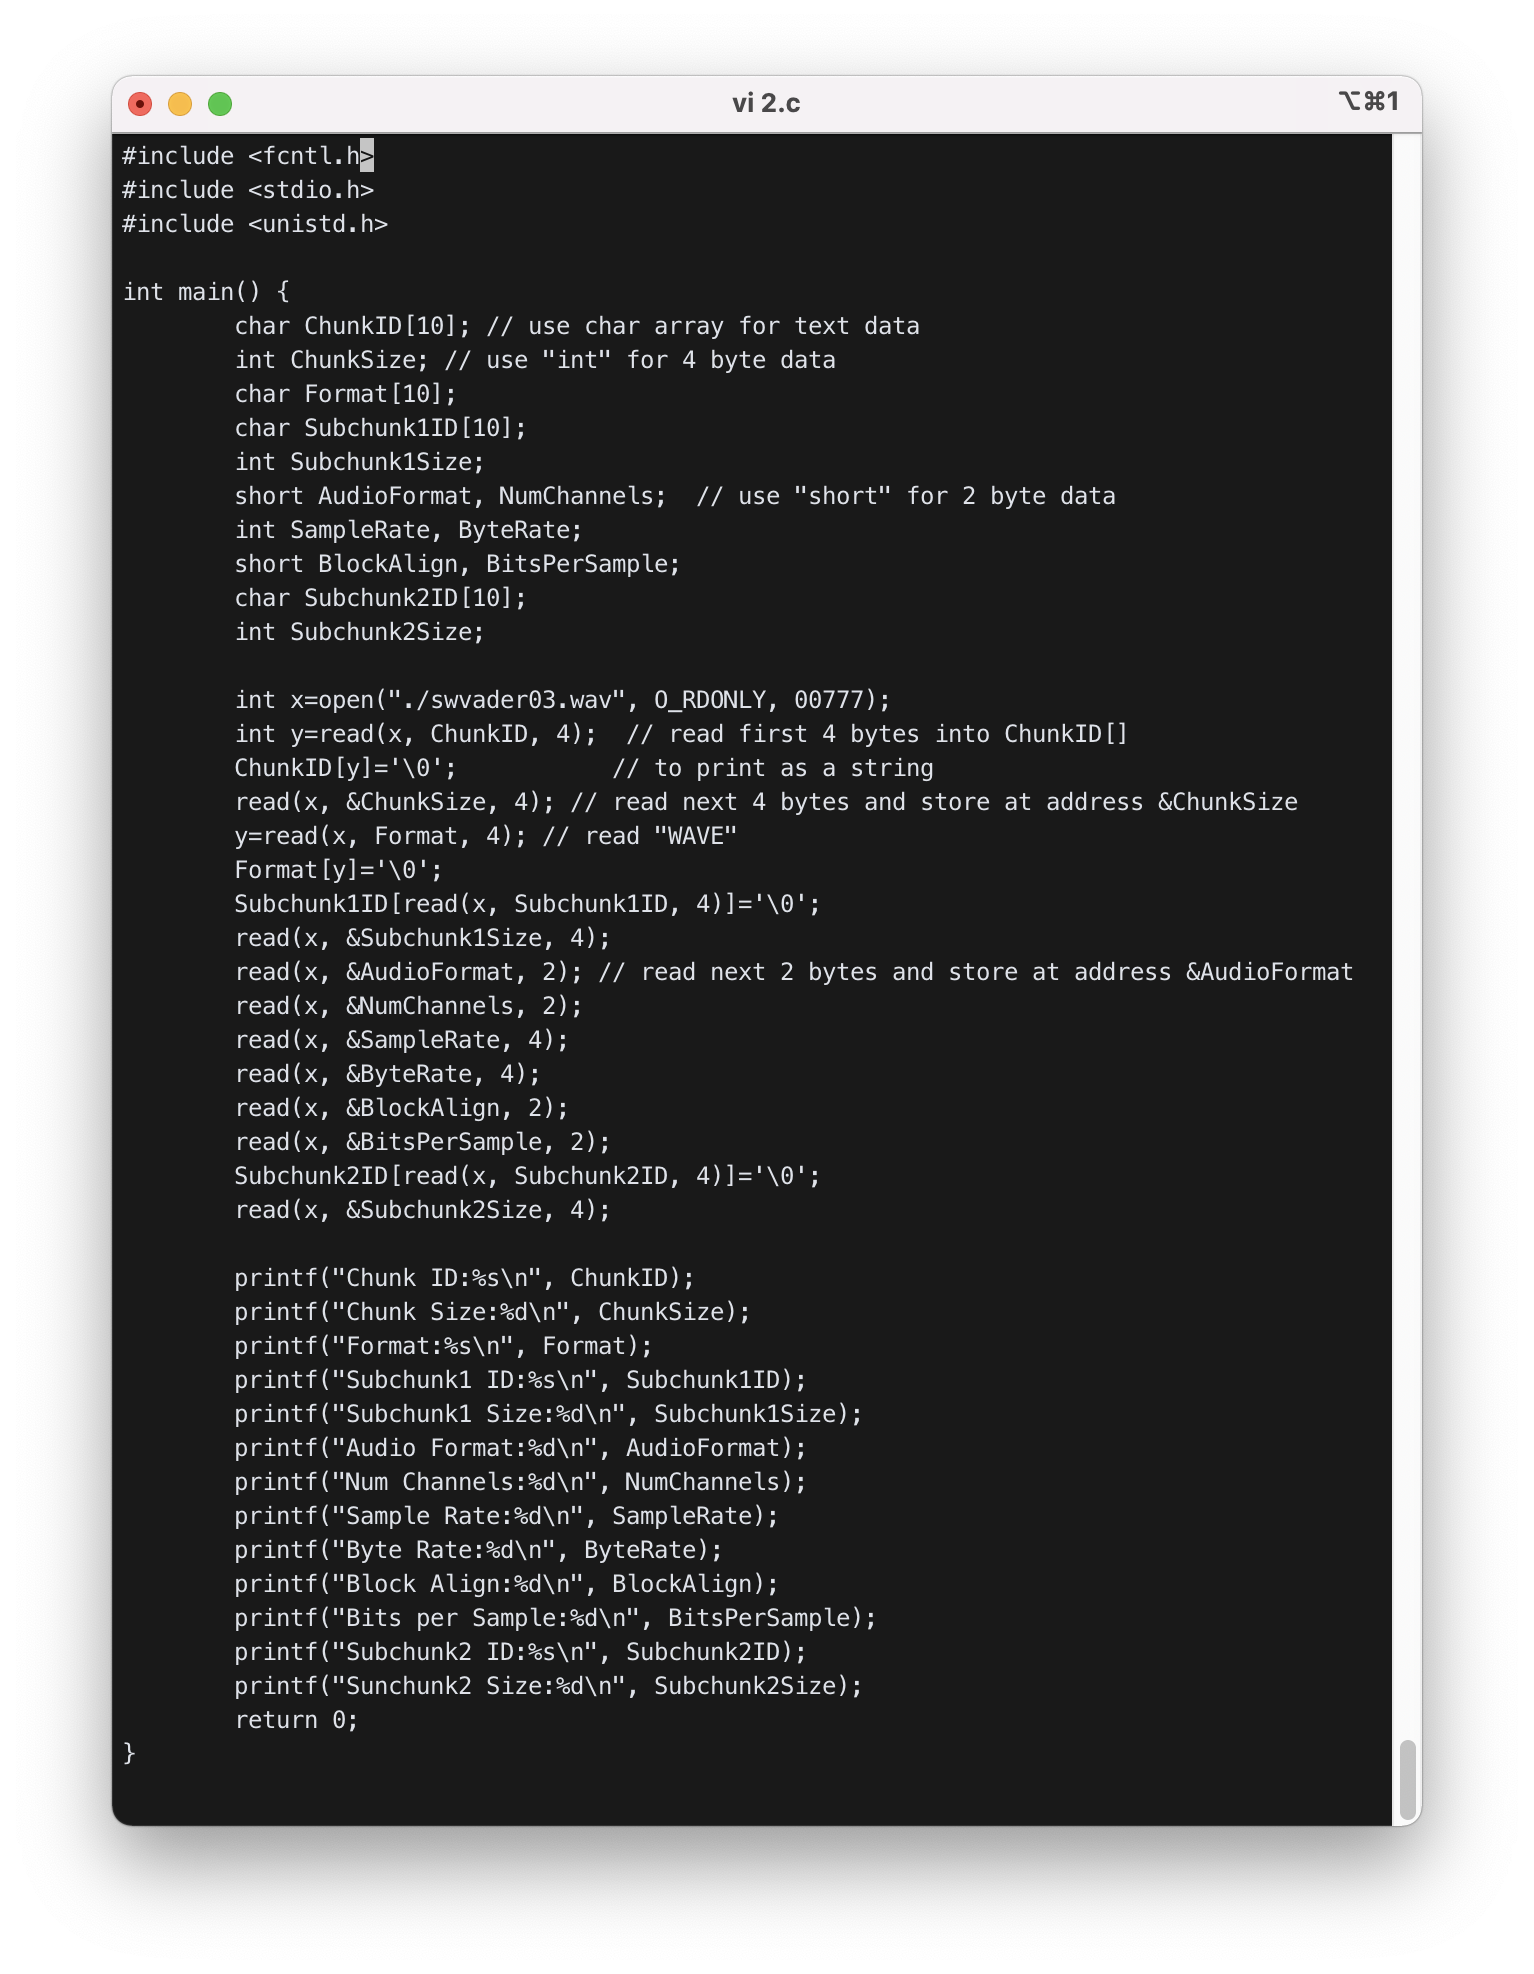 vi 2.c
⌥⌘1
#include <fcntl.h>
#include <stdio.h>
#include <unistd.h>

int main() {
        char ChunkID[10]; // use char array for text data
        int ChunkSize; // use "int" for 4 byte data
        char Format[10];
        char Subchunk1ID[10];
        int Subchunk1Size;
        short AudioFormat, NumChannels;  // use "short" for 2 byte data
        int SampleRate, ByteRate;
        short BlockAlign, BitsPerSample;
        char Subchunk2ID[10];
        int Subchunk2Size;

        int x=open("./swvader03.wav", O_RDONLY, 00777);
        int y=read(x, ChunkID, 4);  // read first 4 bytes into ChunkID[]
        ChunkID[y]='\0';           // to print as a string
        read(x, &ChunkSize, 4); // read next 4 bytes and store at address &ChunkSize
        y=read(x, Format, 4); // read "WAVE"
        Format[y]='\0';
        Subchunk1ID[read(x, Subchunk1ID, 4)]='\0';
        read(x, &Subchunk1Size, 4);
        read(x, &AudioFormat, 2); // read next 2 bytes and store at address &AudioFormat
        read(x, &NumChannels, 2);
        read(x, &SampleRate, 4);
        read(x, &ByteRate, 4);
        read(x, &BlockAlign, 2);
        read(x, &BitsPerSample, 2);
        Subchunk2ID[read(x, Subchunk2ID, 4)]='\0';
        read(x, &Subchunk2Size, 4);

        printf("Chunk ID:%s\n", ChunkID);
        printf("Chunk Size:%d\n", ChunkSize);
        printf("Format:%s\n", Format);
        printf("Subchunk1 ID:%s\n", Subchunk1ID);
        printf("Subchunk1 Size:%d\n", Subchunk1Size);
        printf("Audio Format:%d\n", AudioFormat);
        printf("Num Channels:%d\n", NumChannels);
        printf("Sample Rate:%d\n", SampleRate);
        printf("Byte Rate:%d\n", ByteRate);
        printf("Block Align:%d\n", BlockAlign);
        printf("Bits per Sample:%d\n", BitsPerSample);
        printf("Subchunk2 ID:%s\n", Subchunk2ID);
        printf("Sunchunk2 Size:%d\n", Subchunk2Size);
        return 0;
}